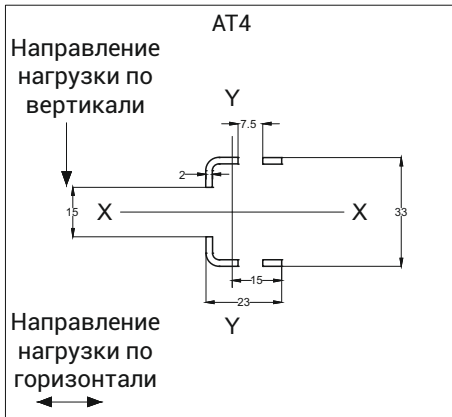 AT4
Направление
нагрузки по
вертикали
Y
7.5
2
15
X
X
33
15
23
Y
Направление
нагрузки по
горизонтали